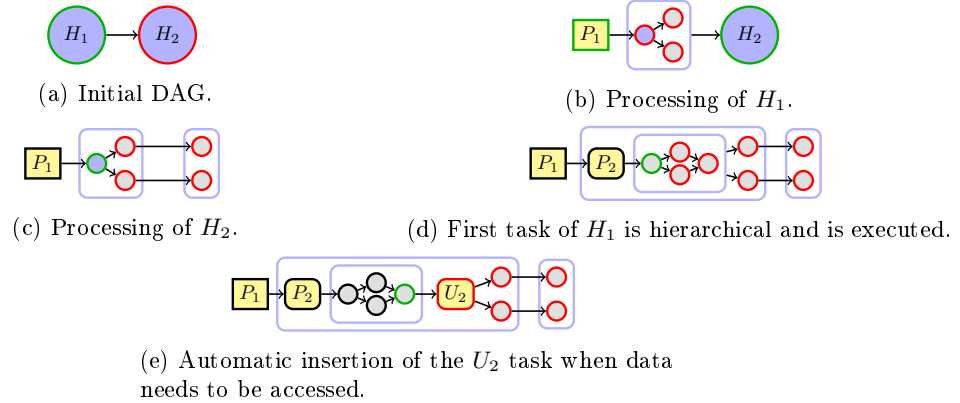 H1 H2
(a) Initial DAG.
P1 H2
(b) Processing of H1.
P1
(c) Processing of H2.
P1 P2
(d) First task of H1 is hierarchical and is executed.
P1 P2 U2
(e) Automatic insertion of the U2 task when data
needs to be accessed.